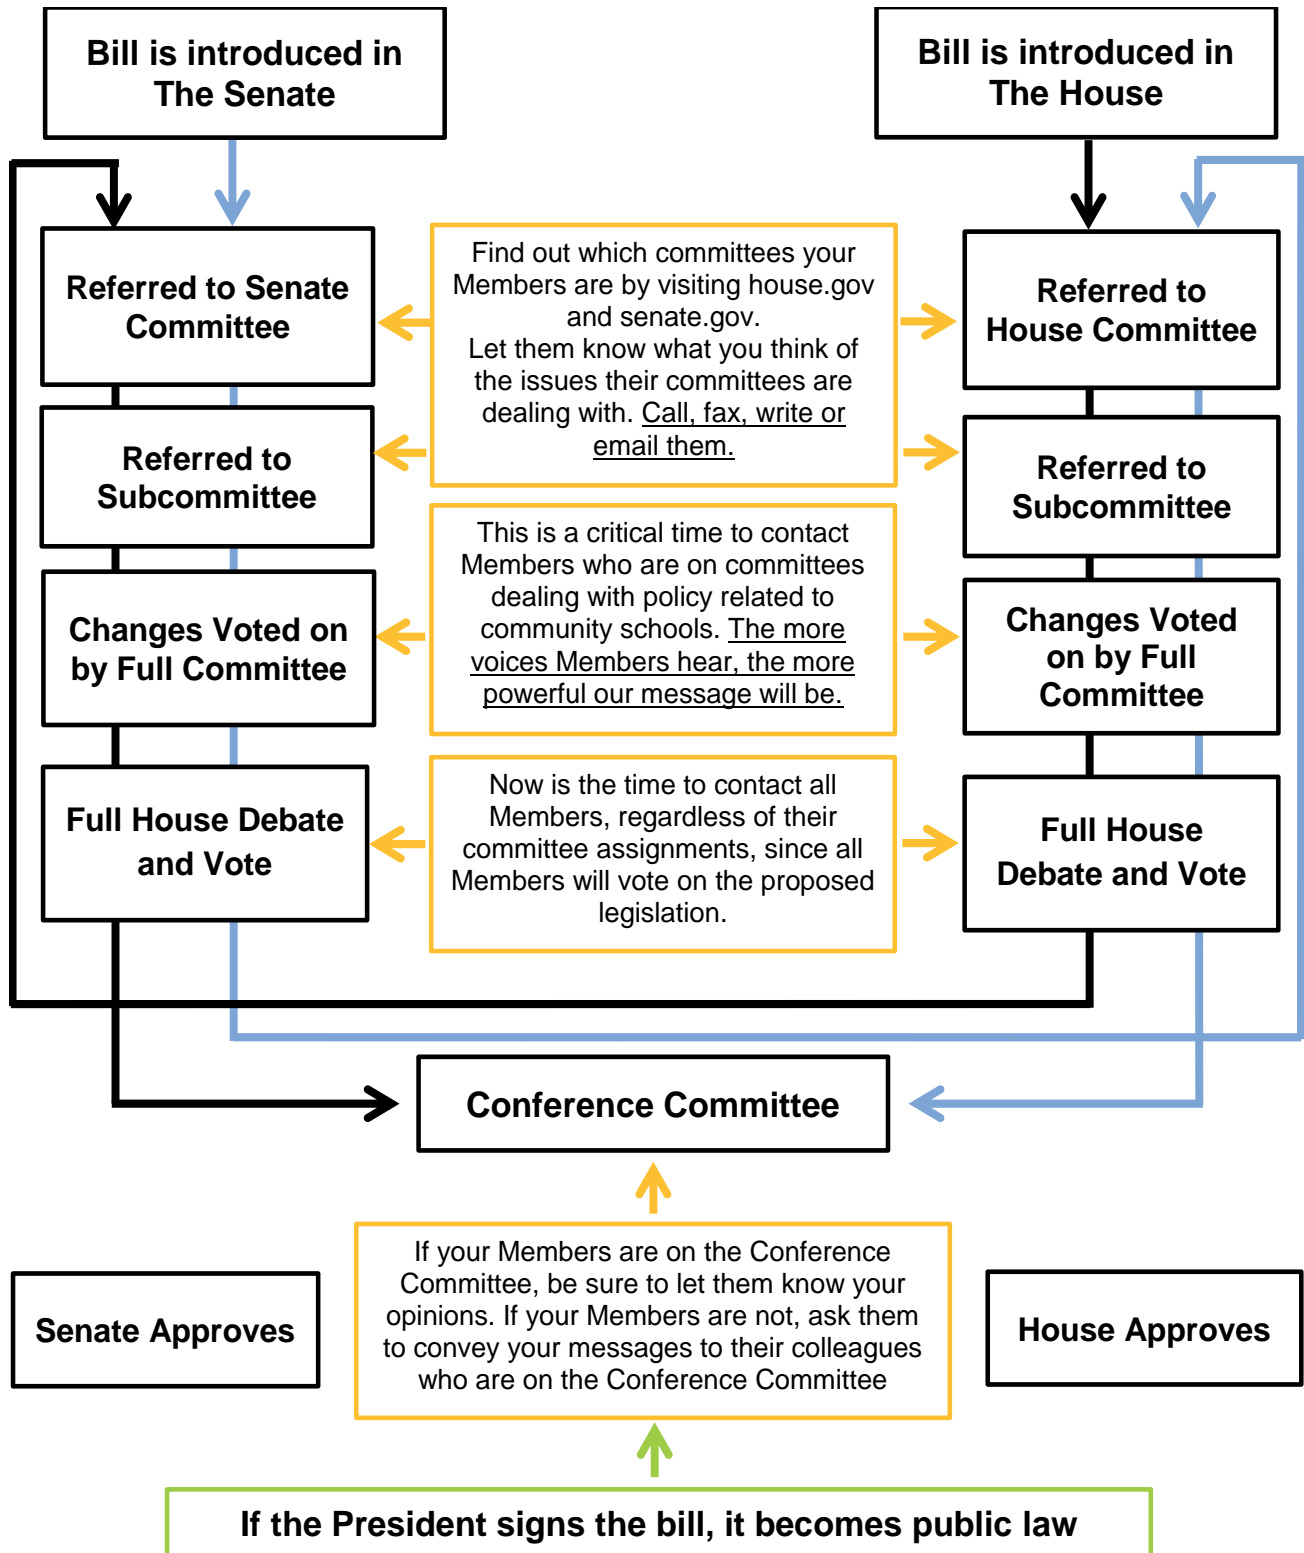 Bill is introduced in
The Senate
Bill is introduced in
The House
Referred to Senate
Committee
Find out which committees your
Members are by visiting house.gov
and senate.gov.
Let them know what you think of
the issues their committees are
dealing with. Call, fax, write or
email them.
Referred to
House Committee
Referred to
Subcommittee
Referred to
Subcommittee
Changes Voted on
by Full Committee
This is a critical time to contact
Members who are on committees
dealing with policy related to
community schools. The more
voices Members hear, the more
powerful our message will be.
Changes Voted
on by Full
Committee
Full House Debate
and Vote
Now is the time to contact all
Members, regardless of their
committee assignments, since all
Members will vote on the proposed
legislation.
Full House
Debate and Vote
Conference Committee
Senate Approves
If your Members are on the Conference
Committee, be sure to let them know your
opinions. If your Members are not, ask them
to convey your messages to their colleagues
who are on the Conference Committee
House Approves
If the President signs the bill, it becomes public law